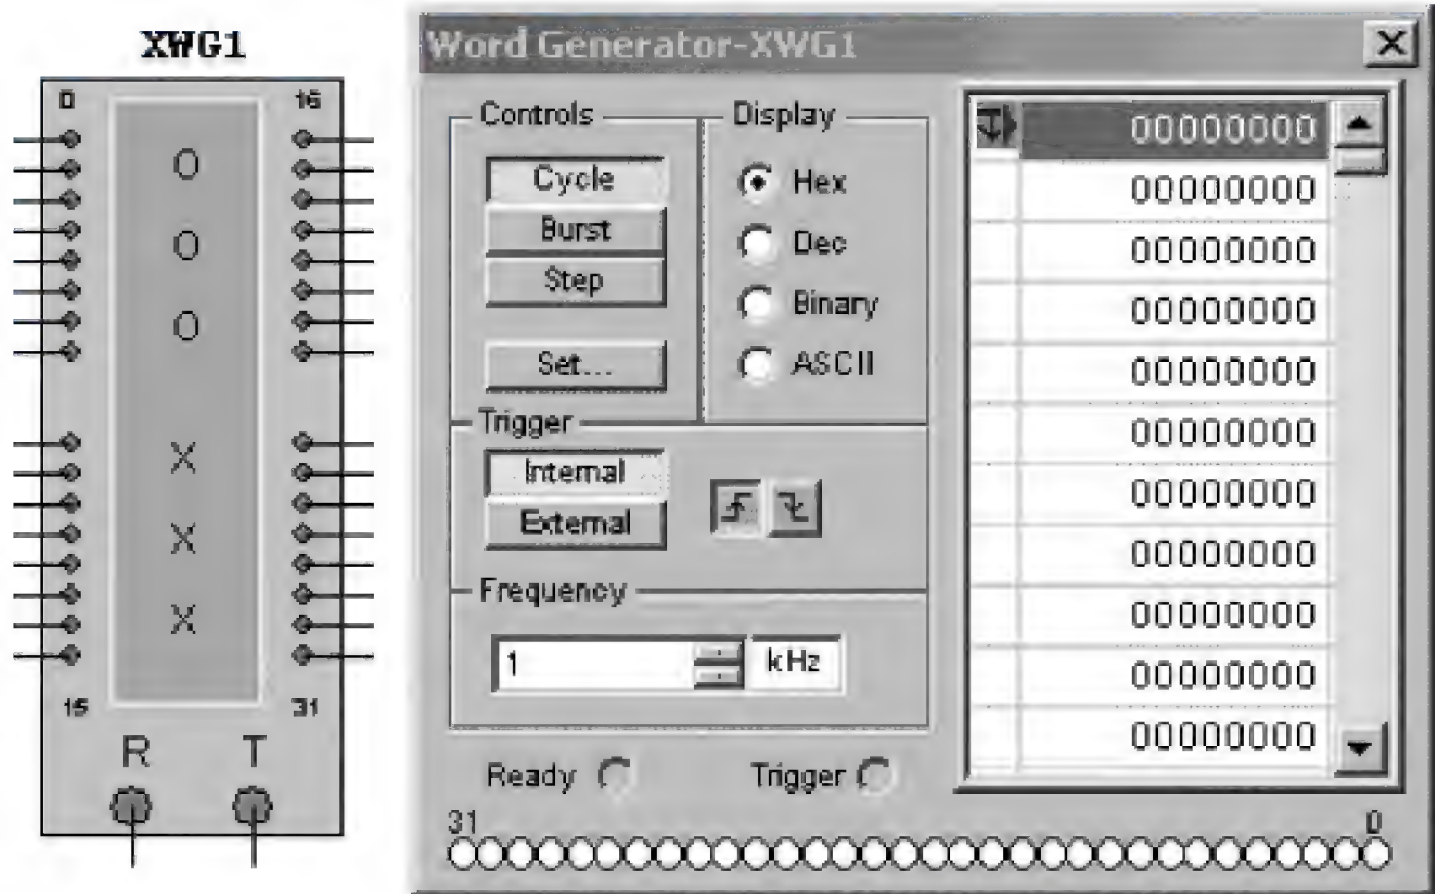 XWG1
0 16
O
O
O
X
X
X
15 31
R T
Word Generator-XWG1
Controls
Cycle
Burst
Step
Set...
Display
Hex
Dec
Binary
ASCII
Trigger
Internal
External
Frequency
1 kHz
Ready Trigger
31 0
00000000
00000000
00000000
00000000
00000000
00000000
00000000
00000000
00000000
00000000
00000000